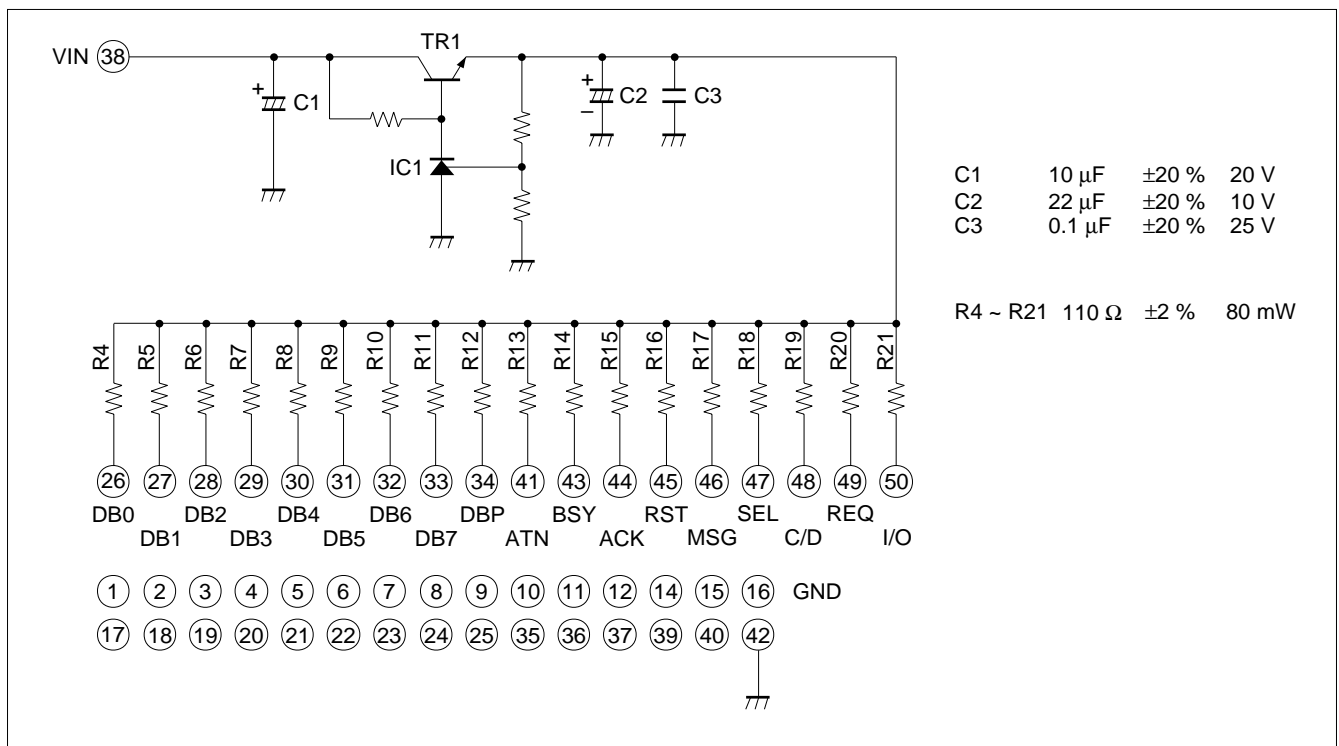 VIN 38 TR1
+ C1 + − C2 C3
IC1
C1 10 μF ±20 % 20 V
C2 22 μF ±20 % 10 V
C3 0.1 μF ±20 % 25 V
R4 ~ R21 110 Ω ±2 % 80 mW
R4 R5 R6 R7 R8 R9 R10 R11 R12 R13 R14 R15 R16 R17 R18 R19 R20 R21
26 27 28 29 30 31 32 33 34 41 43 44 45 46 47 48 49 50
DB0 DB2 DB4 DB6 DBP BSY RST SEL REQ
DB1 DB3 DB5 DB7 ATN ACK MSG C/D I/O
1 2 3 4 5 6 7 8 9 10 11 12 14 15 16 GND
17 18 19 20 21 22 23 24 25 35 36 37 39 40 42